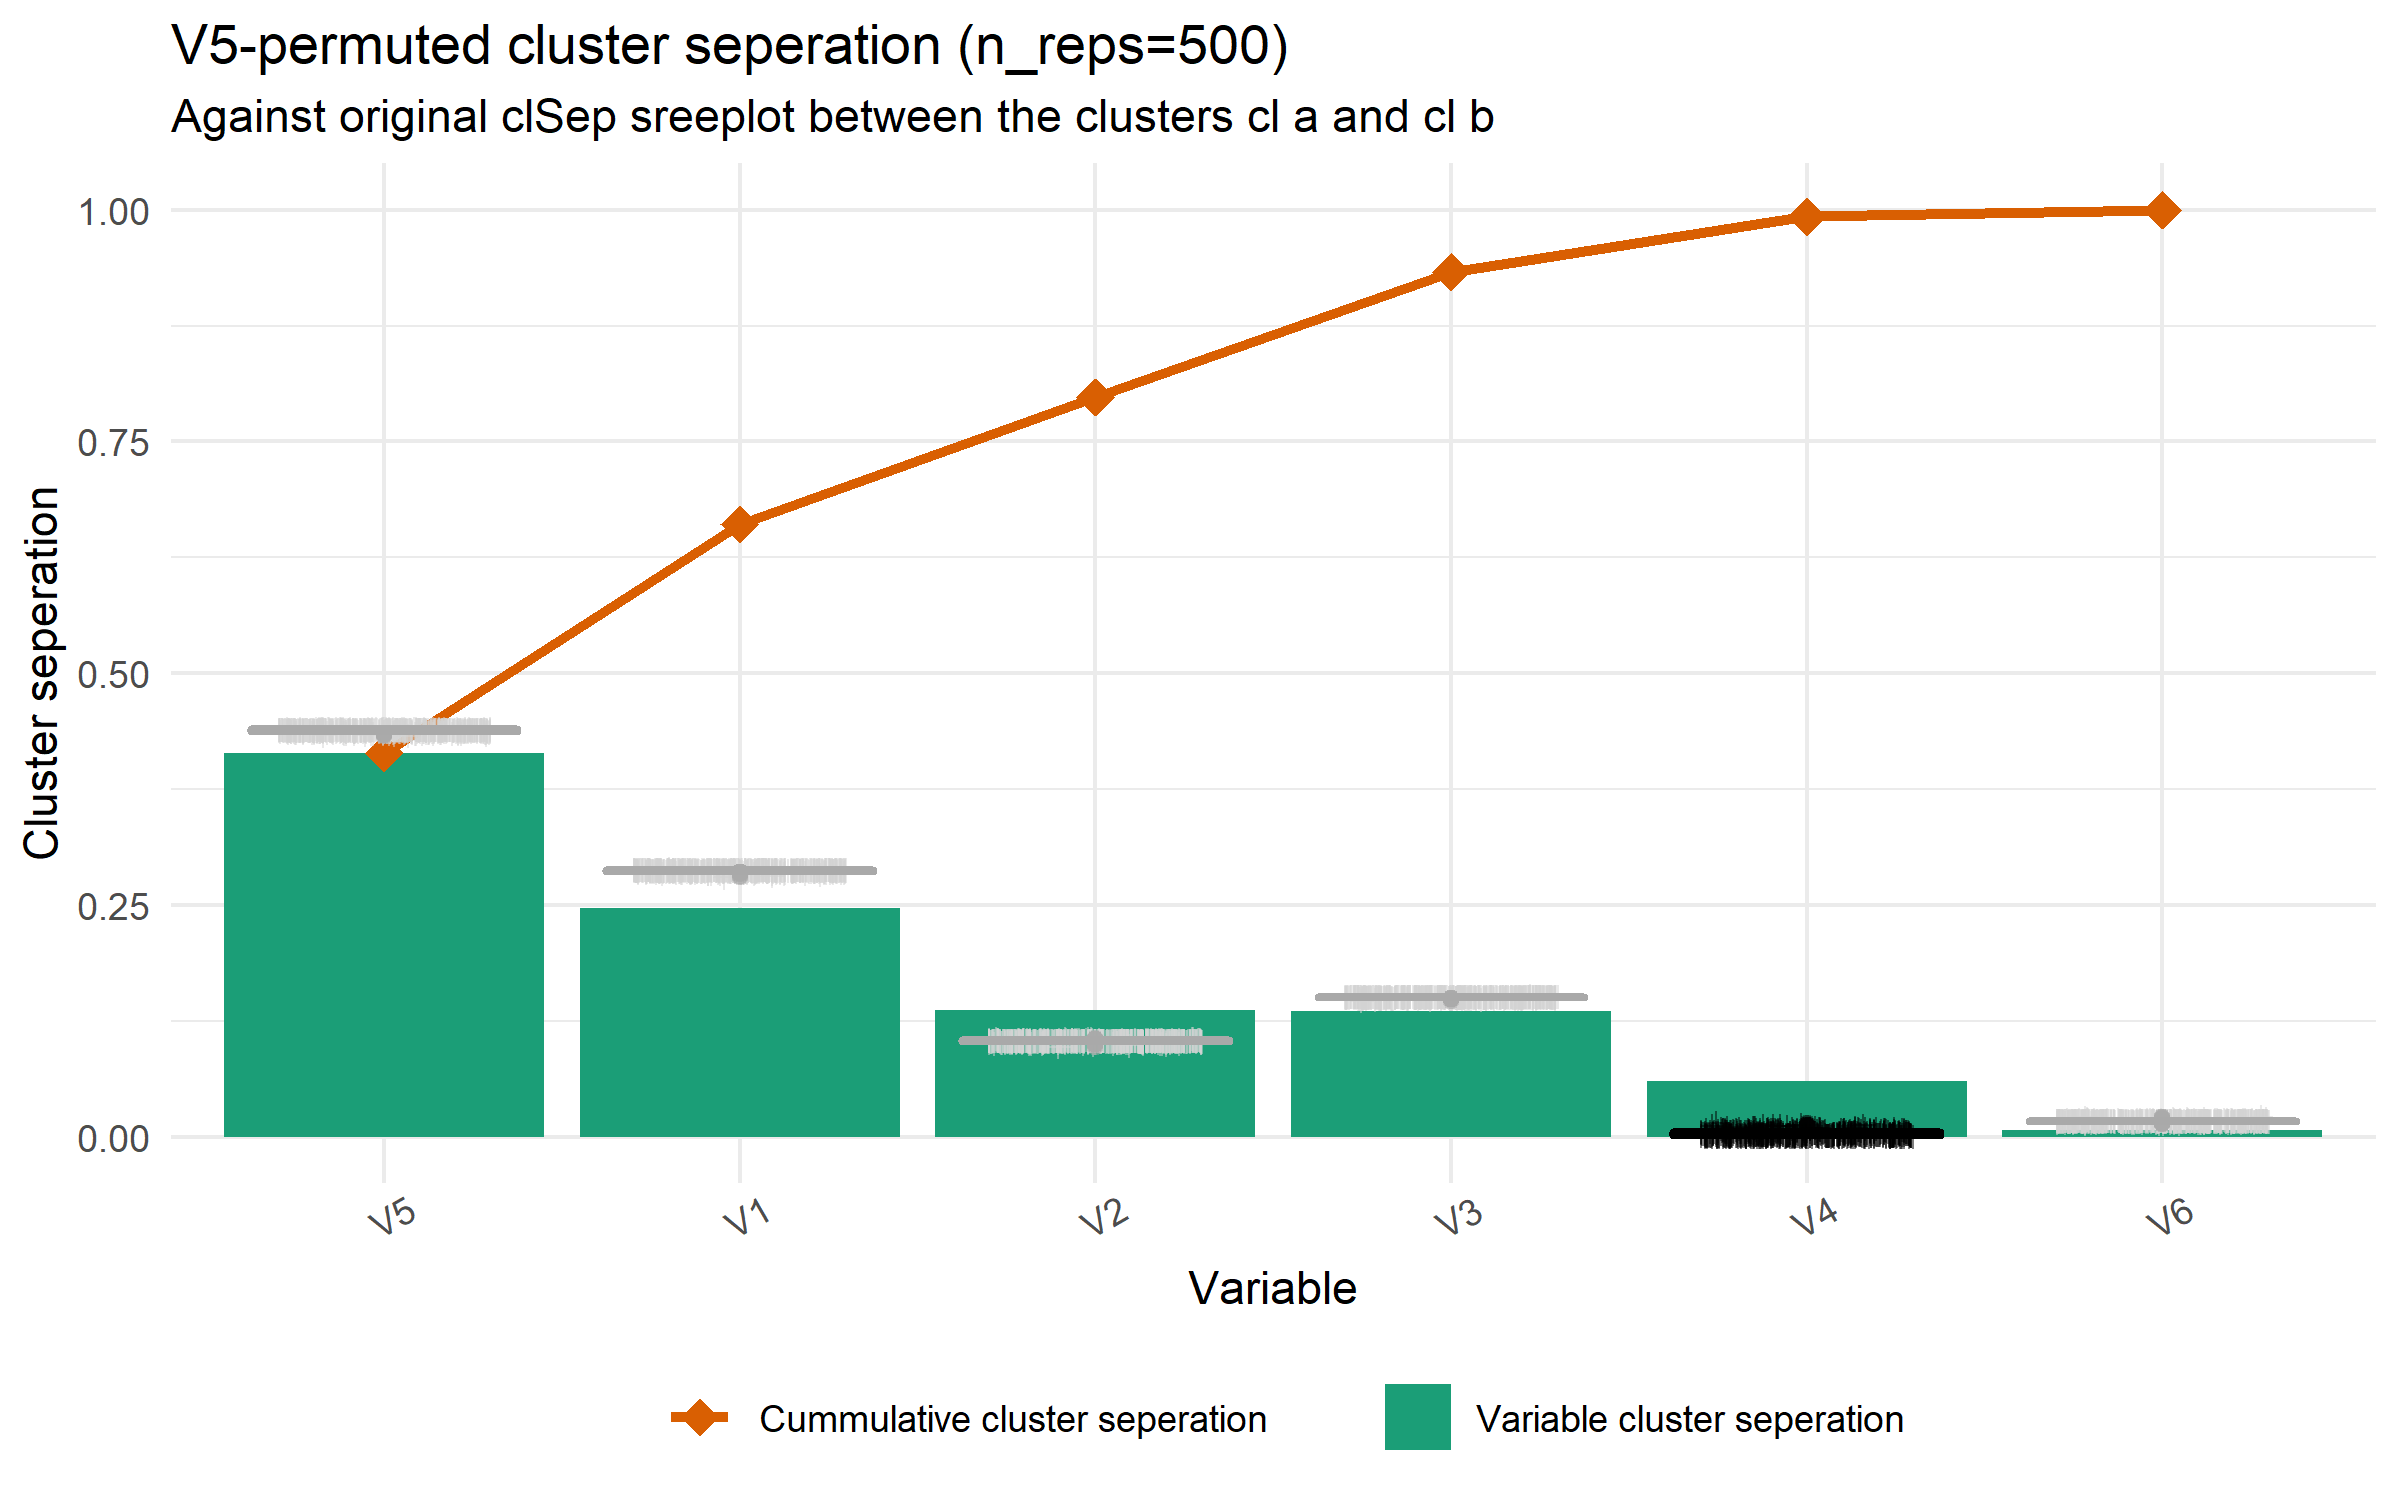 V5-permuted cluster seperation (n_reps=500)
Against original clSep sreeplot between the clusters cl a and cl b
Cluster seperation
1.00
0.75
0.50
0.25
0.00
V5
V1
V2
V3
V4
V6
Variable
Cummulative cluster seperation
Variable cluster seperation